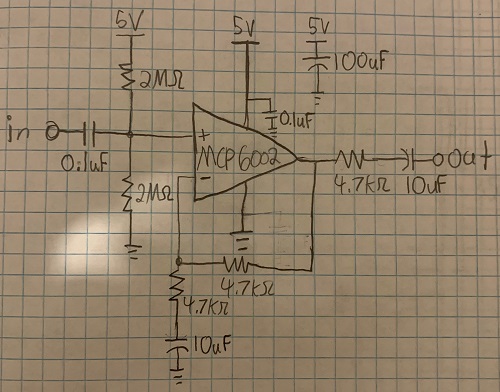 5V
5V
5V
2MΩ
100uF
0.1uF
in
+
MCP6002
-
0.1uF
out
4.7kΩ
10uF
2MΩ
4.7kΩ
4.7kΩ
10uF